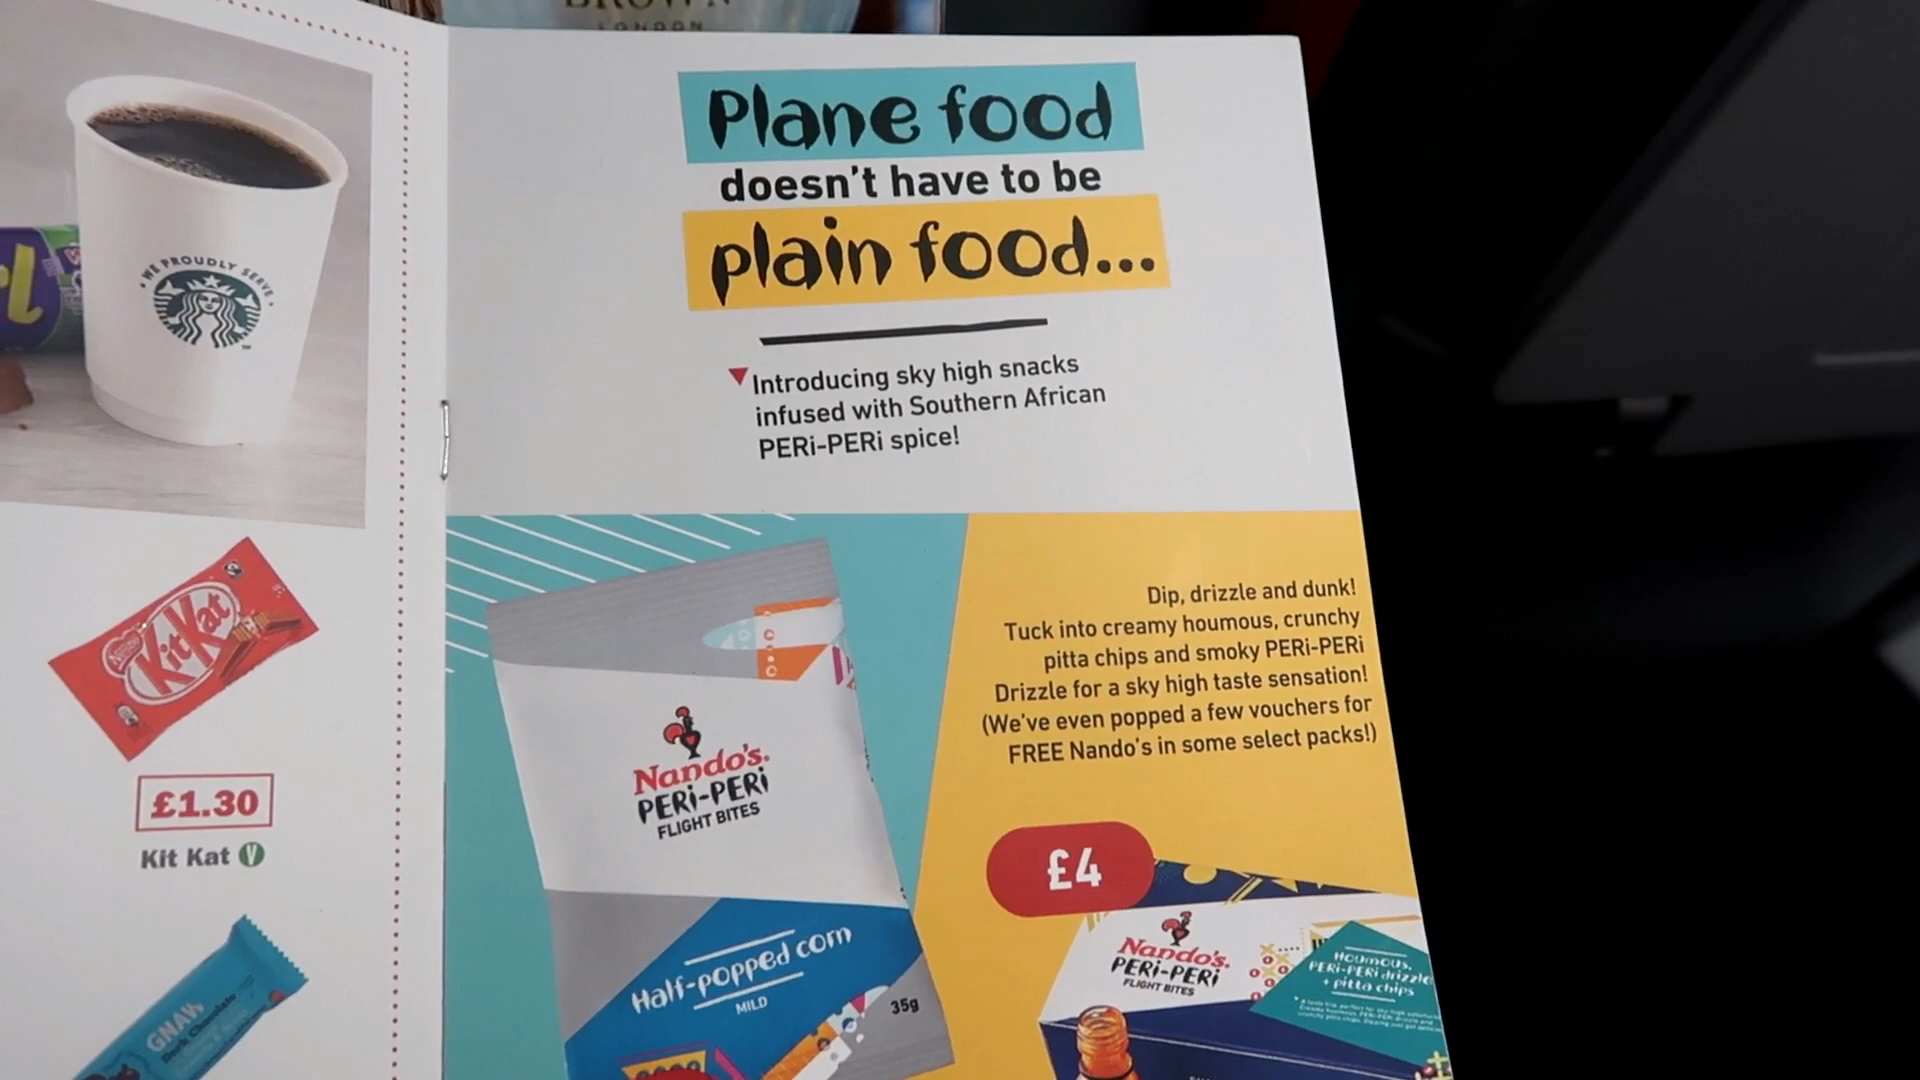 BROWN
LONDON
WE PROUDLY SERVE
KitKat
£1.30
Kit Kat V
GNAW
Dark Chocolate
Plane food
doesn't have to be
plain food...
Introducing sky high snacks
infused with Southern African
PERi-PERi spice!
Nando's.
PERi-PERi
FLIGHT BITES
Half-popped corn
MILD
35g
Dip, drizzle and dunk!
Tuck into creamy houmous, crunchy
pitta chips and smoky PERi-PERi
Drizzle for a sky high taste sensation!
(We've even popped a few vouchers for
FREE Nando's in some select packs!)
£4
Nando's.
PERi-PERi
FLIGHT BITES
Houmous,
PERi-PERi drizzle
+ pitta chips